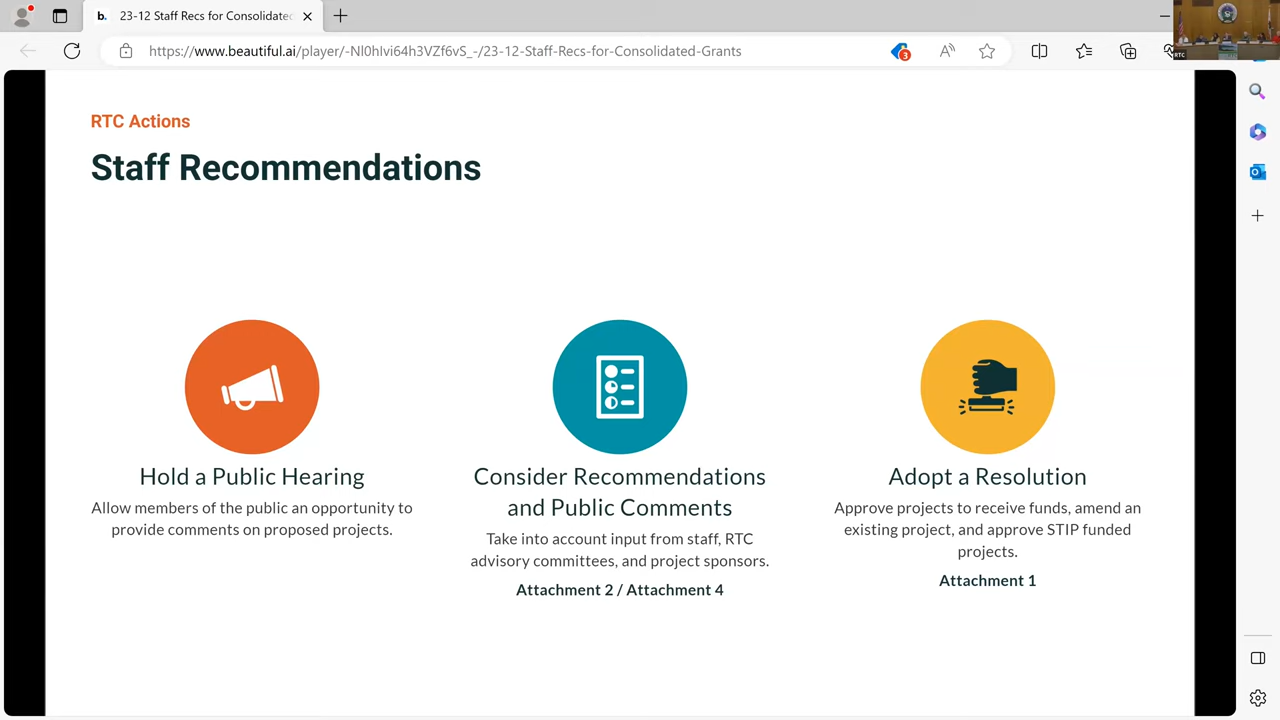 23-12 Staff Recs for Consolidated
https://www.beautiful.ai/player/-Nl0hIvi64h3VZf6vS_-/23-12-Staff-Recs-for-Consolidated-Grants
3
RTC
RTC Actions
Staff Recommendations
Hold a Public Hearing
Allow members of the public an opportunity to
provide comments on proposed projects.
Consider Recommendations
and Public Comments
Take into account input from staff, RTC
advisory committees, and project sponsors.
Attachment 2 / Attachment 4
Adopt a Resolution
Approve projects to receive funds, amend an
existing project, and approve STIP funded
projects.
Attachment 1